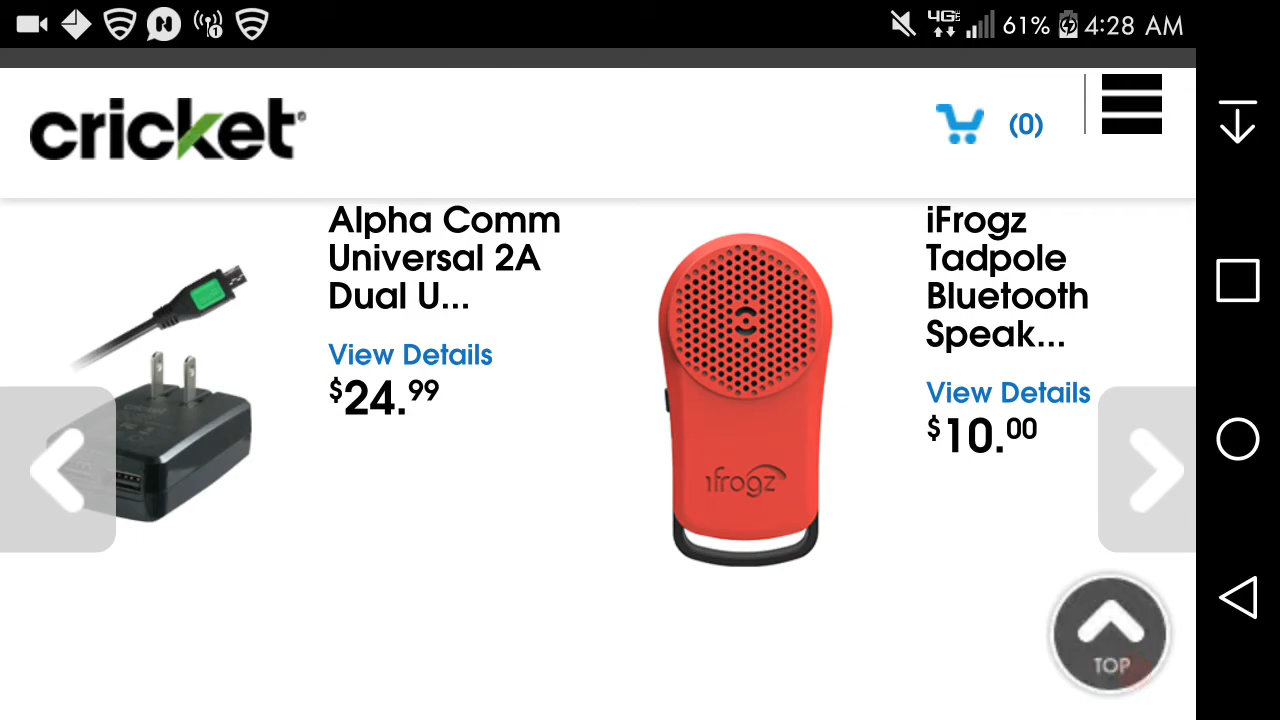 61% 4:28 AM
cricket
(0)
Alpha Comm
Universal 2A
Dual U...
View Details
$24.99
ifrogz
iFrogz
Tadpole
Bluetooth
Speak...
View Details
$10.00
TOP